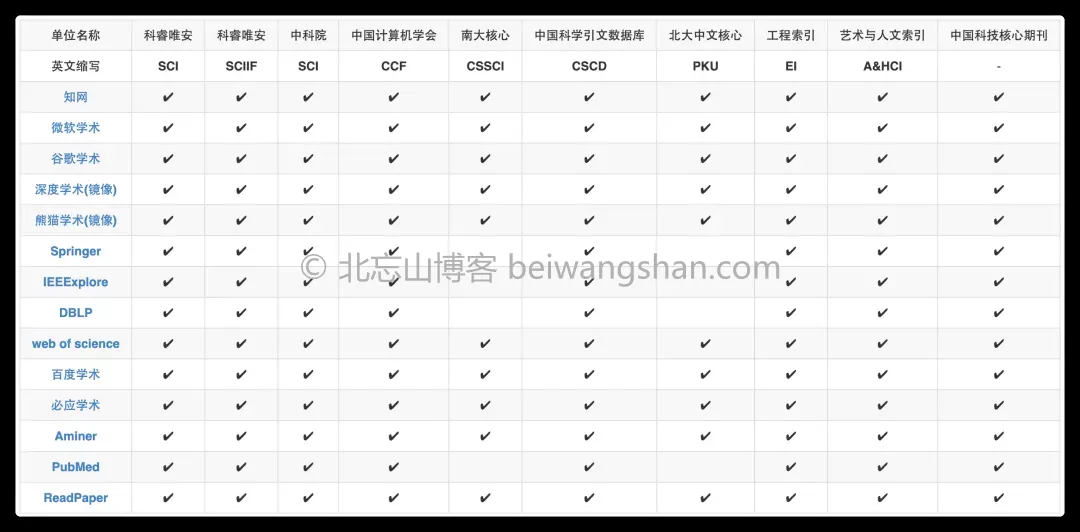 单位名称 科睿唯安 科睿唯安 中科院 中国计算机学会 南大核心 中国科学引文数据库 北大中文核心 工程索引 艺术与人文索引 中国科技核心期刊
英文缩写 SCI SCIIF SCI CCF CSSCI CSCD PKU EI A&HCI -
知网 ✔ ✔ ✔ ✔ ✔ ✔ ✔ ✔ ✔ ✔
微软学术 ✔ ✔ ✔ ✔ ✔ ✔ ✔ ✔ ✔ ✔
谷歌学术 ✔ ✔ ✔ ✔ ✔ ✔ ✔ ✔ ✔ ✔
深度学术(镜像) ✔ ✔ ✔ ✔ ✔ ✔ ✔ ✔ ✔ ✔
熊猫学术(镜像) ✔ ✔ ✔ ✔ ✔ ✔ ✔ ✔ ✔ ✔
Springer ✔ ✔ ✔ ✔ ✔ ✔ ✔ ✔
© 北忘山博客 beiwangshan.com
IEEExplore ✔ ✔ ✔ ✔ ✔ ✔ ✔ ✔
DBLP ✔ ✔ ✔ ✔ ✔ ✔ ✔ ✔
web of science ✔ ✔ ✔ ✔ ✔ ✔ ✔ ✔ ✔ ✔
百度学术 ✔ ✔ ✔ ✔ ✔ ✔ ✔ ✔ ✔ ✔
必应学术 ✔ ✔ ✔ ✔ ✔ ✔ ✔ ✔ ✔ ✔
Aminer ✔ ✔ ✔ ✔ ✔ ✔ ✔ ✔ ✔ ✔
PubMed ✔ ✔ ✔ ✔ ✔ ✔ ✔ ✔
ReadPaper ✔ ✔ ✔ ✔ ✔ ✔ ✔ ✔ ✔ ✔